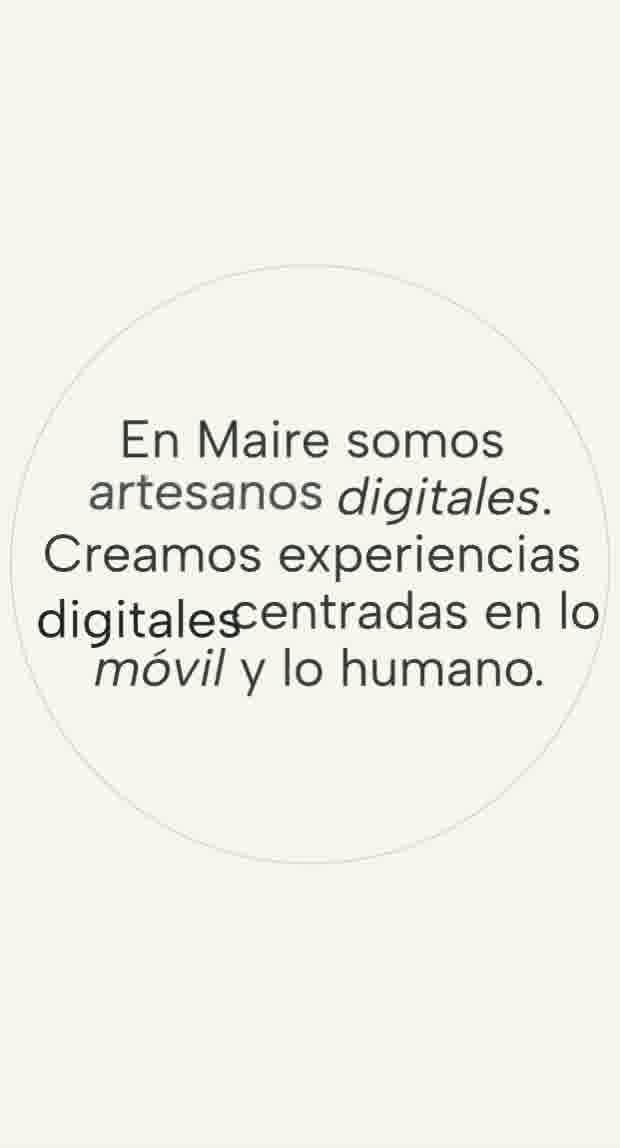 En Maire somos
artesanos digitales.
Creamos experiencias
digitales centradas en lo
móvil y lo humano.